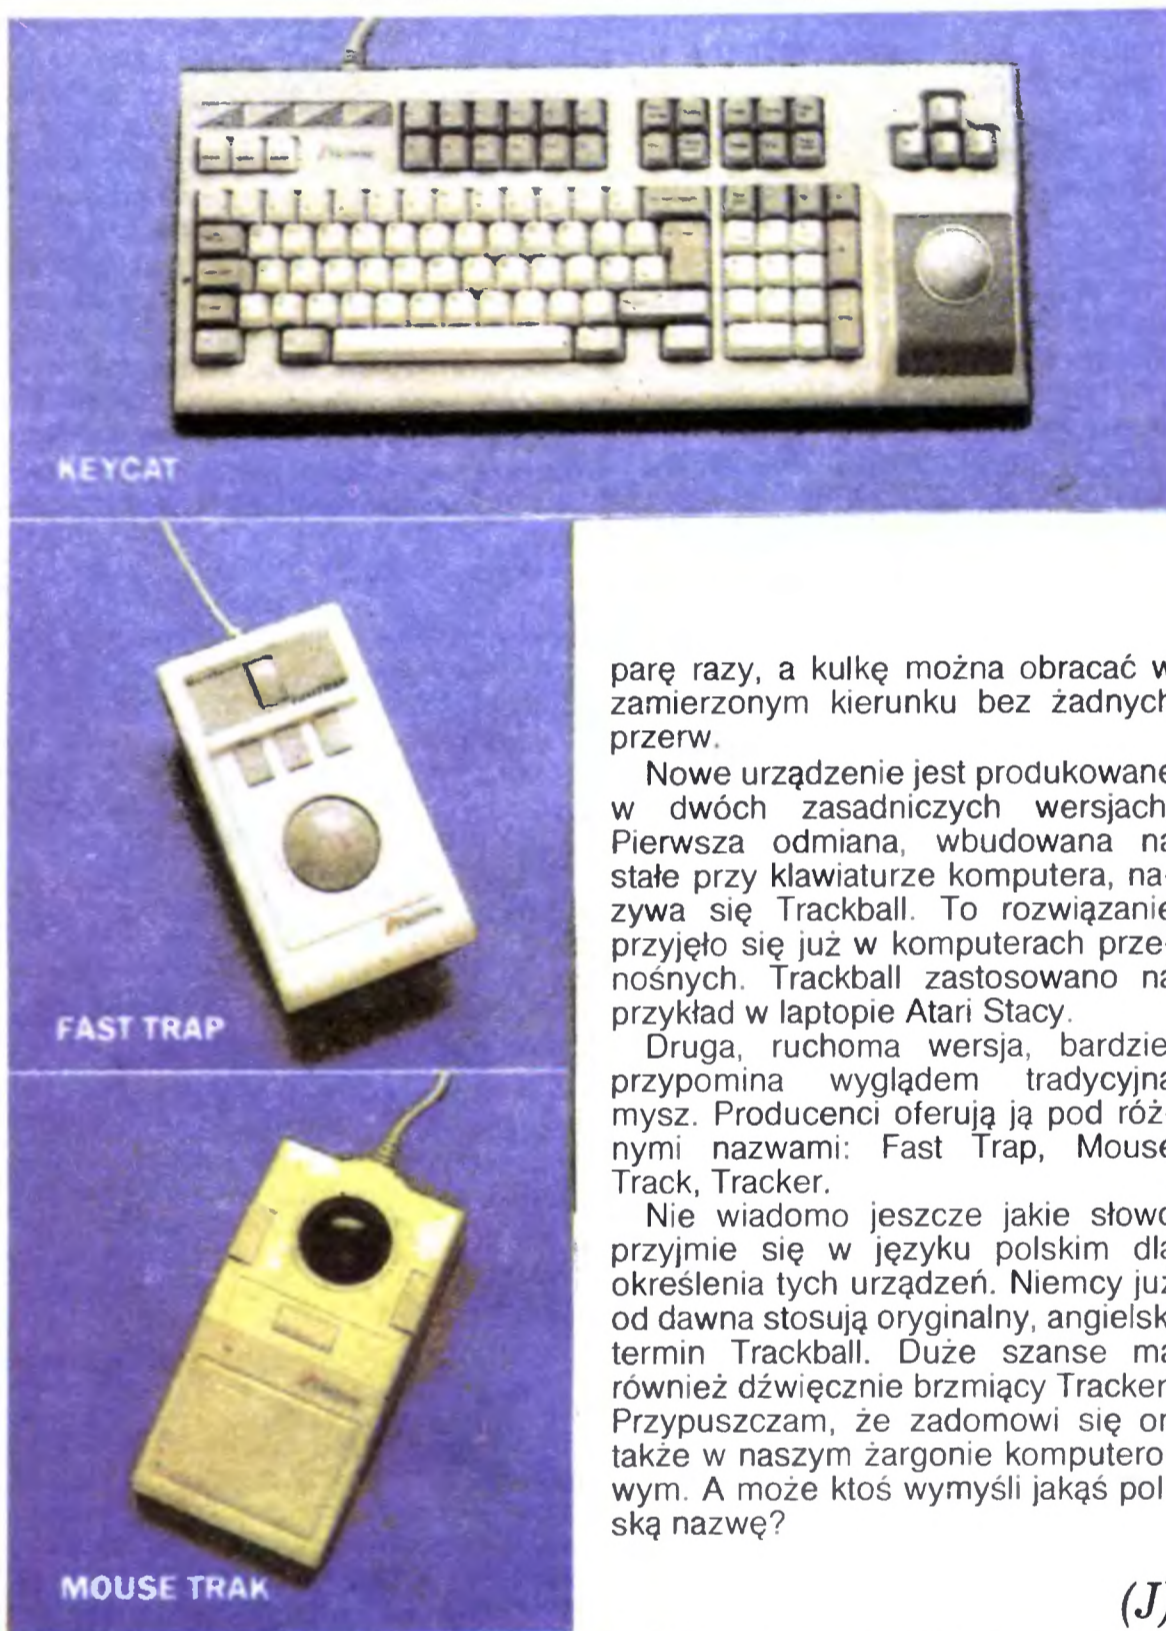 KEYCAT
FAST TRAP
MOUSE TRAK
parę razy, a kulkę można obracać w
zamierzonym kierunku bez żadnych
przerw.
Nowe urządzenie jest produkowane
w dwóch zasadniczych wersjach.
Pierwsza odmiana, wbudowana na
stałe przy klawiaturze komputera, na-
zywa się Trackball. To rozwiązanie
przyjęło się już w komputerach prze-
nośnych. Trackball zastosowano na
przykład w laptopie Atari Stacy.
Druga, ruchoma wersja, bardziej
przypomina wyglądem tradycyjną
mysz. Producenci oferują ją pod róż-
nymi nazwami: Fast Trap, Mouse
Track, Tracker.
Nie wiadomo jeszcze jakie słowo
przyjmie się w języku polskim dla
określenia tych urządzeń. Niemcy już
od dawna stosują oryginalny, angielski
termin Trackball. Duże szanse ma
również dźwięcznie brzmiący Tracker.
Przypuszczam, że zadomowi się on
także w naszym żargonie komputero-
wym. A może ktoś wymyśli jakąś pol-
ską nazwę?
(J)